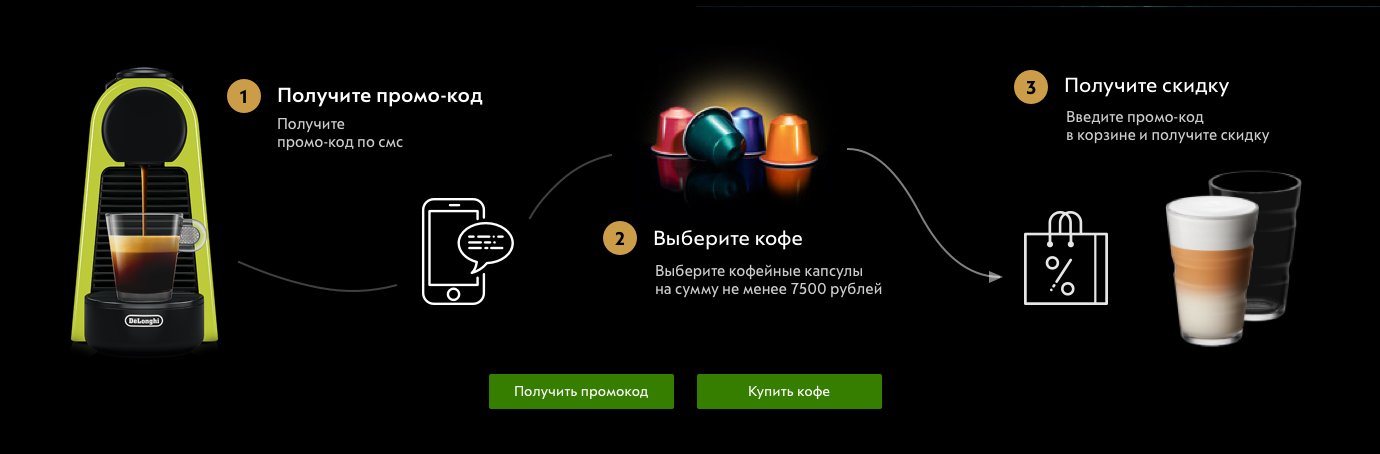 1
Получите промо-код
Получите
промо-код по смс
DeLonghi
2
Выберите кофе
Выберите кофейные капсулы
на сумму не менее 7500 рублей
3
Получите скидку
Введите промо-код
в корзине и получите скидку
%
Получить промокод
Купить кофе